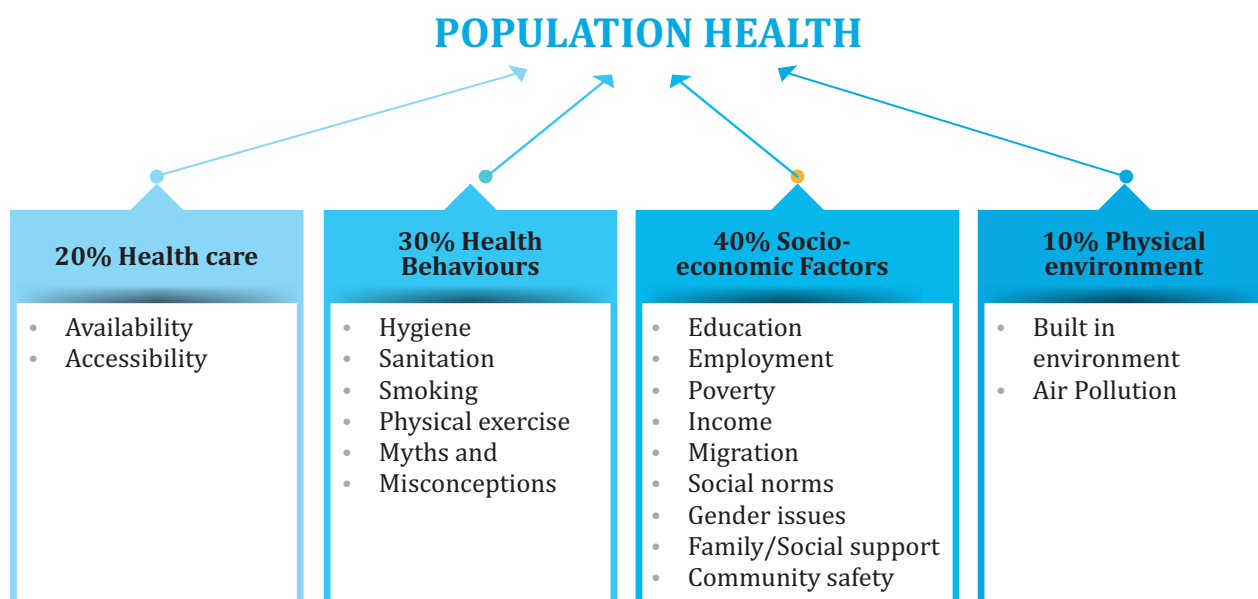 POPULATION HEALTH
20% Health care
• Availability
• Accessibility
30% Health
Behaviours
• Hygiene
• Sanitation
• Smoking
• Physical exercise
• Myths and
• Misconceptions
40% Socio-
economic Factors
• Education
• Employment
• Poverty
• Income
• Migration
• Social norms
• Gender issues
• Family/Social support
• Community safety
10% Physical
environment
• Built in
environment
• Air Pollution